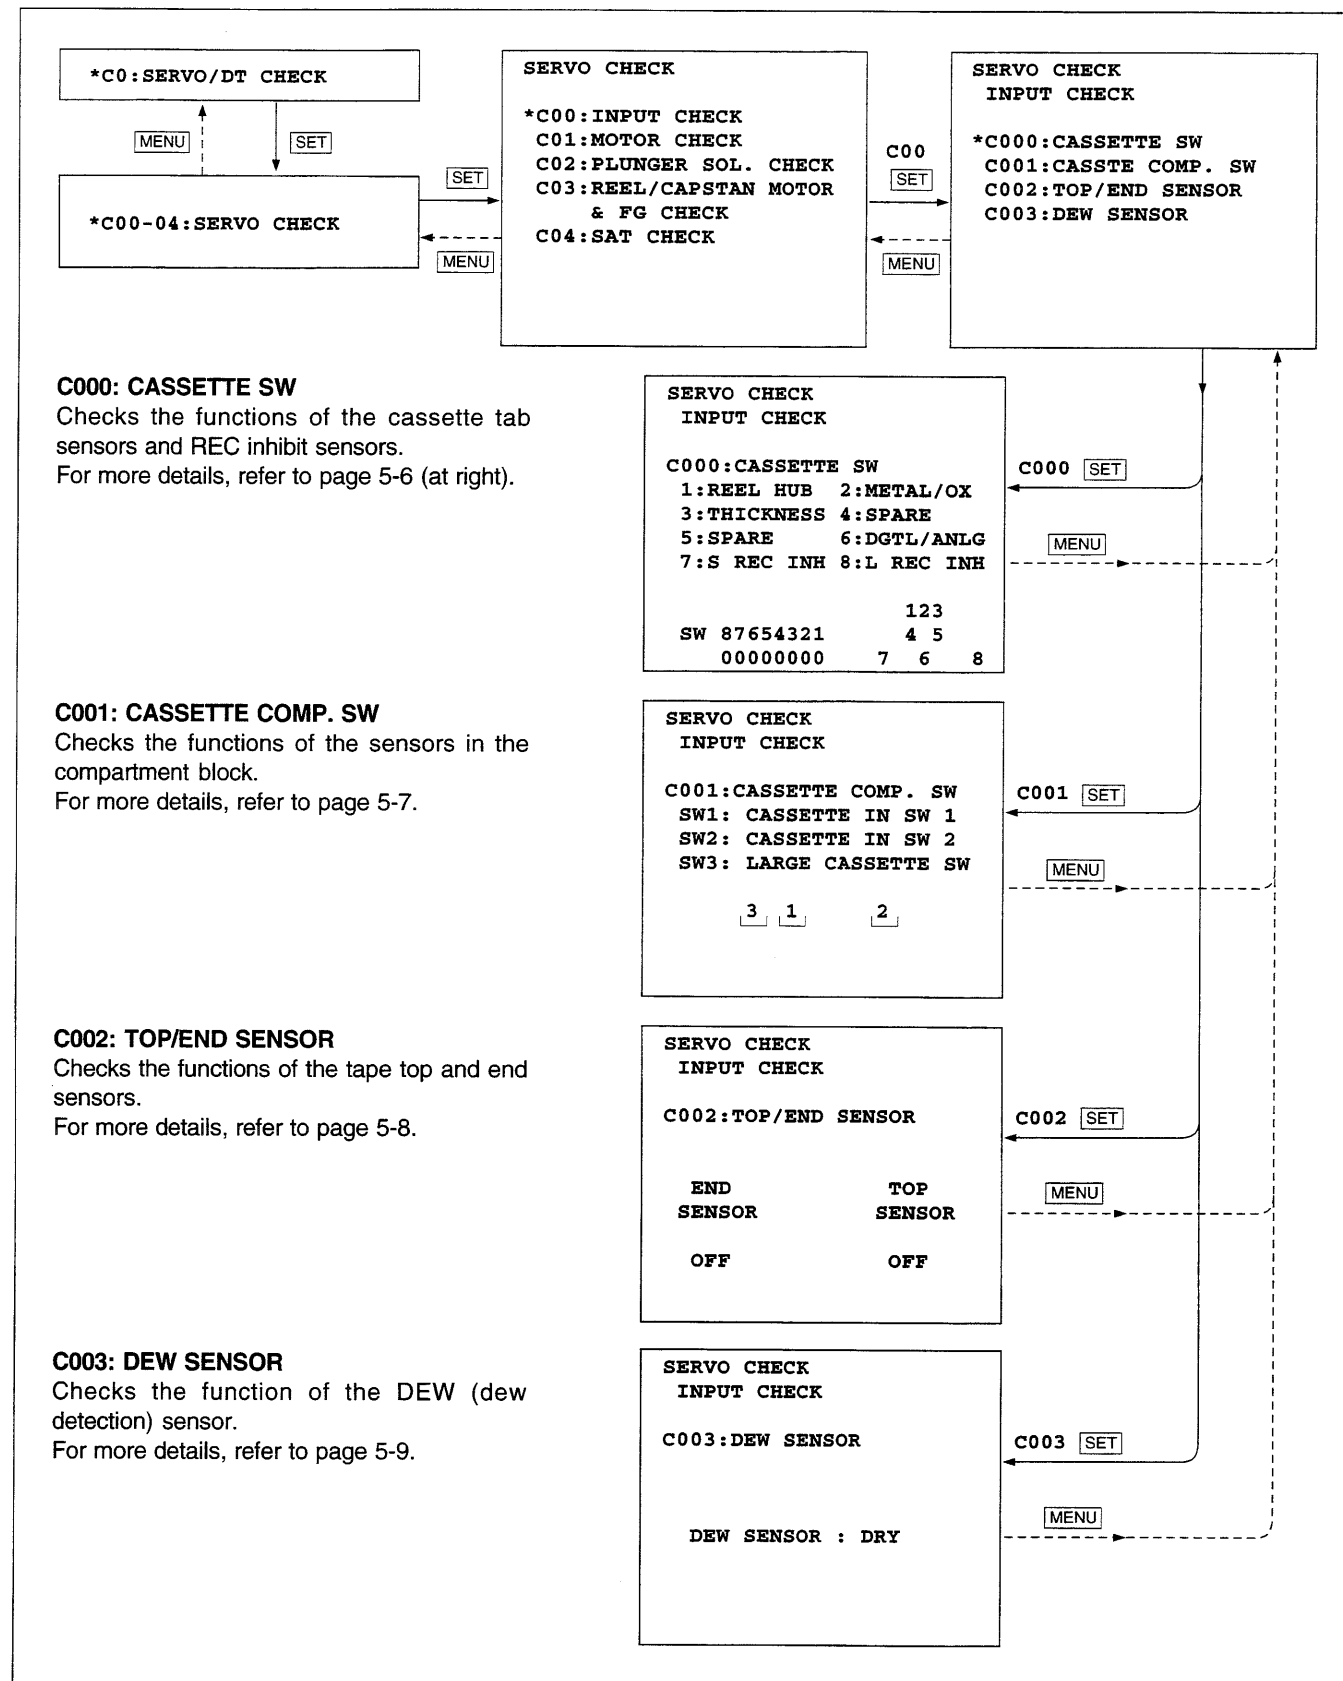 *C0:SERVO/DT CHECK
MENU
SET
*C00-04:SERVO CHECK
SET
MENU
SERVO CHECK
*C00:INPUT CHECK
C01:MOTOR CHECK
C02:PLUNGER SOL. CHECK
C03:REEL/CAPSTAN MOTOR
& FG CHECK
C04:SAT CHECK
C00
SET
MENU
SERVO CHECK
INPUT CHECK
*C000:CASSETTE SW
C001:CASSTE COMP. SW
C002:TOP/END SENSOR
C003:DEW SENSOR
C000: CASSETTE SW
Checks the functions of the cassette tab
sensors and REC inhibit sensors.
For more details, refer to page 5-6 (at right).
SERVO CHECK
INPUT CHECK
C000:CASSETTE SW
1:REEL HUB 2:METAL/OX
3:THICKNESS 4:SPARE
5:SPARE 6:DGTL/ANLG
7:S REC INH 8:L REC INH
123
SW 87654321 4 5
00000000 7 6 8
C000 SET
MENU
C001: CASSETTE COMP. SW
Checks the functions of the sensors in the
compartment block.
For more details, refer to page 5-7.
SERVO CHECK
INPUT CHECK
C001:CASSETTE COMP. SW
SW1: CASSETTE IN SW 1
SW2: CASSETTE IN SW 2
SW3: LARGE CASSETTE SW
3 1 2
C001 SET
MENU
C002: TOP/END SENSOR
Checks the functions of the tape top and end
sensors.
For more details, refer to page 5-8.
SERVO CHECK
INPUT CHECK
C002:TOP/END SENSOR
END TOP
SENSOR SENSOR
OFF OFF
C002 SET
MENU
C003: DEW SENSOR
Checks the function of the DEW (dew
detection) sensor.
For more details, refer to page 5-9.
SERVO CHECK
INPUT CHECK
C003:DEW SENSOR
DEW SENSOR : DRY
C003 SET
MENU